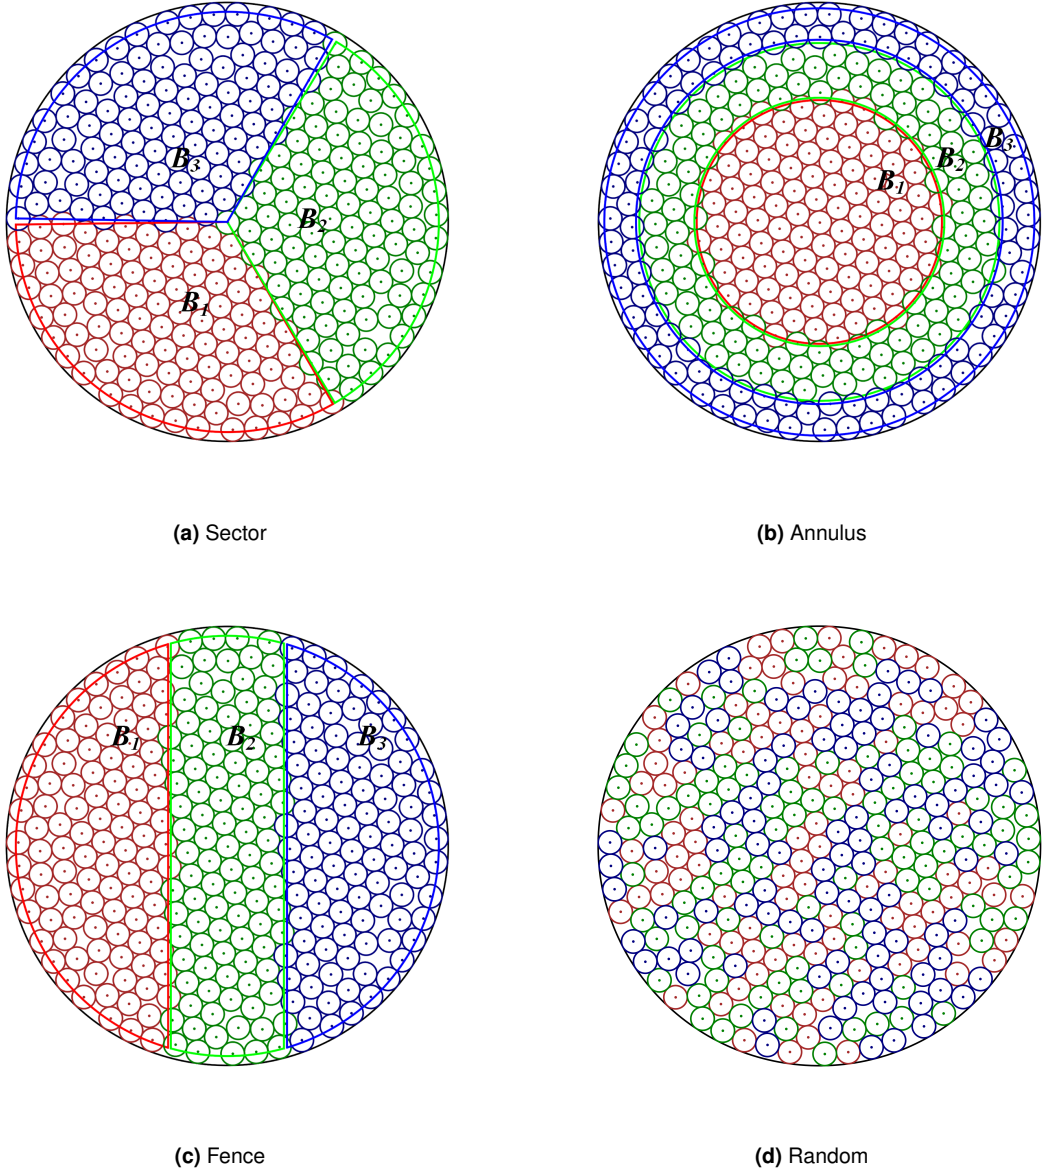 B3
B2
B1
(a) Sector
B3
B2
B1
(b) Annulus
B1 B2 B3
(c) Fence
(d) Random